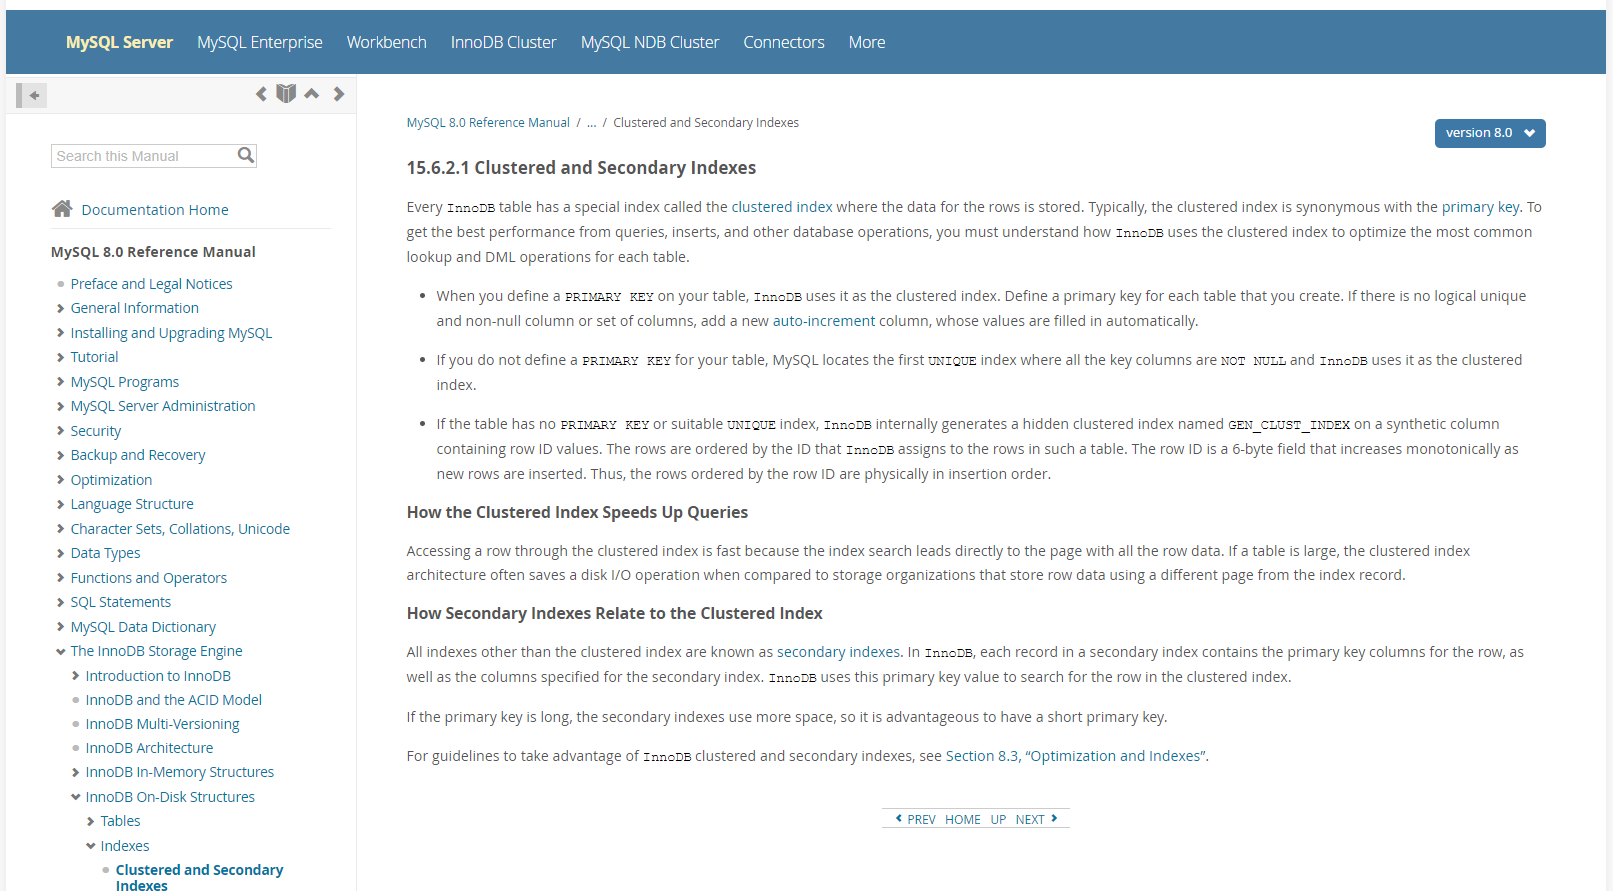 MySQL Server MySQL Enterprise Workbench InnoDB Cluster MySQL NDB Cluster Connectors More
Search this Manual
Documentation Home
MySQL 8.0 Reference Manual
Preface and Legal Notices
General Information
Installing and Upgrading MySQL
Tutorial
MySQL Programs
MySQL Server Administration
Security
Backup and Recovery
Optimization
Language Structure
Character Sets, Collations, Unicode
Data Types
Functions and Operators
SQL Statements
MySQL Data Dictionary
The InnoDB Storage Engine
Introduction to InnoDB
InnoDB and the ACID Model
InnoDB Multi-Versioning
InnoDB Architecture
InnoDB In-Memory Structures
InnoDB On-Disk Structures
Tables
Indexes
Clustered and Secondary
Indexes
MySQL 8.0 Reference Manual / ... / Clustered and Secondary Indexes
version 8.0
15.6.2.1 Clustered and Secondary Indexes
Every InnoDB table has a special index called the clustered index where the data for the rows is stored. Typically, the clustered index is synonymous with the primary key. To
get the best performance from queries, inserts, and other database operations, you must understand how InnoDB uses the clustered index to optimize the most common
lookup and DML operations for each table.
• When you define a PRIMARY KEY on your table, InnoDB uses it as the clustered index. Define a primary key for each table that you create. If there is no logical unique
and non-null column or set of columns, add a new auto-increment column, whose values are filled in automatically.
• If you do not define a PRIMARY KEY for your table, MySQL locates the first UNIQUE index where all the key columns are NOT NULL and InnoDB uses it as the clustered
index.
• If the table has no PRIMARY KEY or suitable UNIQUE index, InnoDB internally generates a hidden clustered index named GEN_CLUST_INDEX on a synthetic column
containing row ID values. The rows are ordered by the ID that InnoDB assigns to the rows in such a table. The row ID is a 6-byte field that increases monotonically as
new rows are inserted. Thus, the rows ordered by the row ID are physically in insertion order.
How the Clustered Index Speeds Up Queries
Accessing a row through the clustered index is fast because the index search leads directly to the page with all the row data. If a table is large, the clustered index
architecture often saves a disk I/O operation when compared to storage organizations that store row data using a different page from the index record.
How Secondary Indexes Relate to the Clustered Index
All indexes other than the clustered index are known as secondary indexes. In InnoDB, each record in a secondary index contains the primary key columns for the row, as
well as the columns specified for the secondary index. InnoDB uses this primary key value to search for the row in the clustered index.
If the primary key is long, the secondary indexes use more space, so it is advantageous to have a short primary key.
For guidelines to take advantage of InnoDB clustered and secondary indexes, see Section 8.3, “Optimization and Indexes”.
PREV HOME UP NEXT